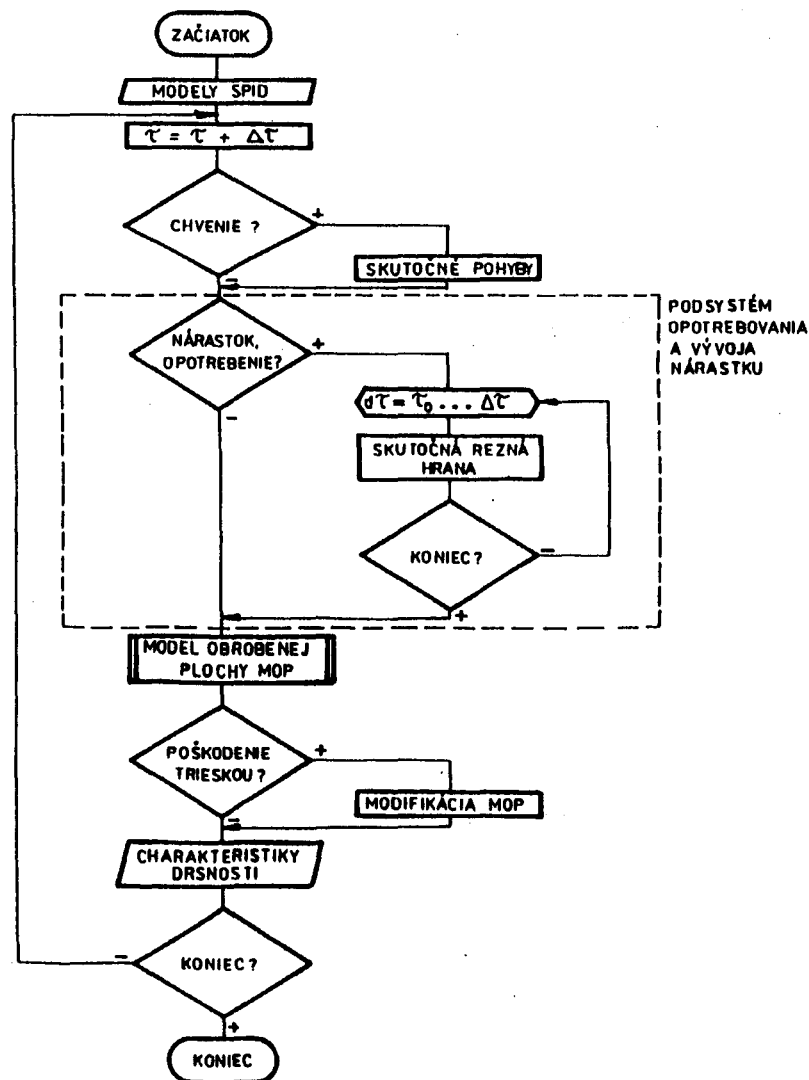 ZAČIATOK
MODELY SPID
τ = τ + Δτ
CHVENIE ?
+
SKUTOČNÉ POHYBY
−
PODSYSTÉM
OPOTREBOVANIA
A VÝVOJA
NÁRASTKU
NÁRASTOK,
OPOTREBENIE?
+
−
dτ = τ₀ ... Δτ
SKUTOČNÁ REZNÁ
HRANA
KONIEC?
−
+
MODEL OBROBENEJ
PLOCHY MOP
POŠKODENIE
TRIESKOU?
+
MODIFIKÁCIA MOP
−
CHARAKTERISTIKY
DRSNOSTI
KONIEC?
−
+
KONIEC